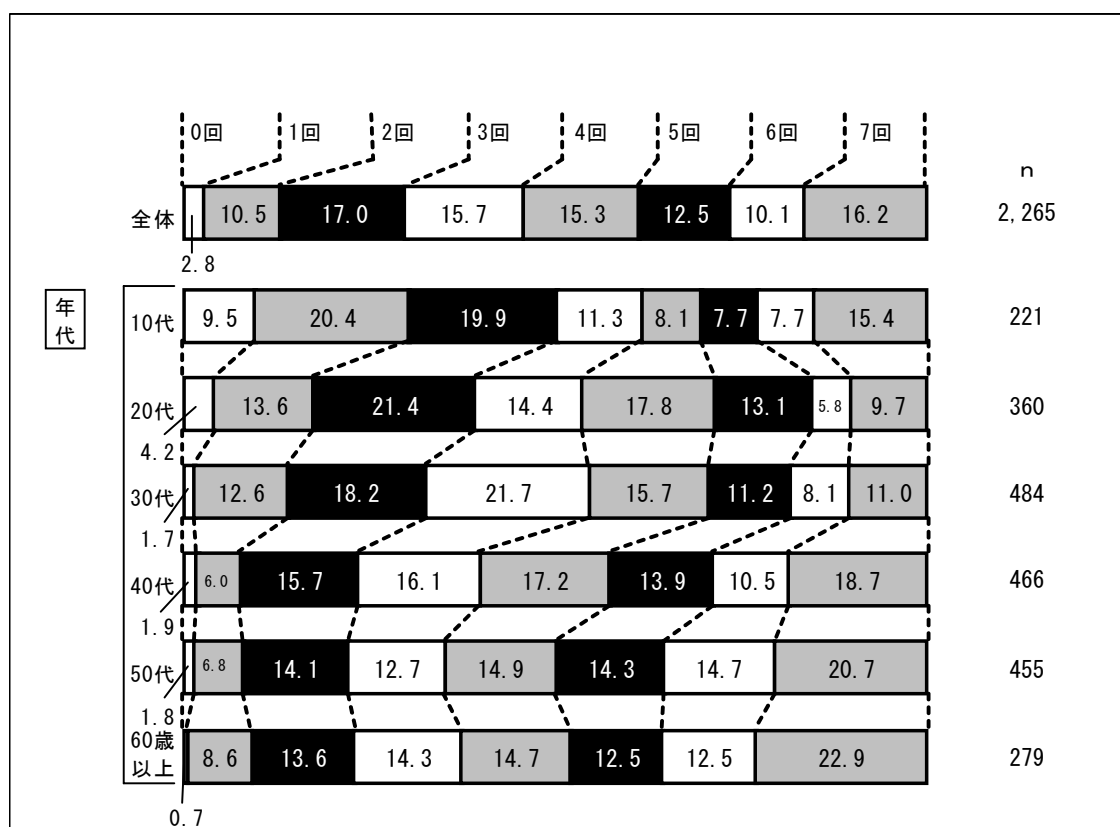 0回 1回 2回 3回 4回 5回 6回 7回
n
全体 10.5 17.0 15.7 15.3 12.5 10.1 16.2 2,265
2.8
年代
10代 9.5 20.4 19.9 11.3 8.1 7.7 7.7 15.4 221
20代 13.6 21.4 14.4 17.8 13.1 5.8 9.7 360
4.2
30代 12.6 18.2 21.7 15.7 11.2 8.1 11.0 484
1.7
40代 6.0 15.7 16.1 17.2 13.9 10.5 18.7 466
1.9
50代 6.8 14.1 12.7 14.9 14.3 14.7 20.7 455
1.8
60歳
以上 8.6 13.6 14.3 14.7 12.5 12.5 22.9 279
0.7